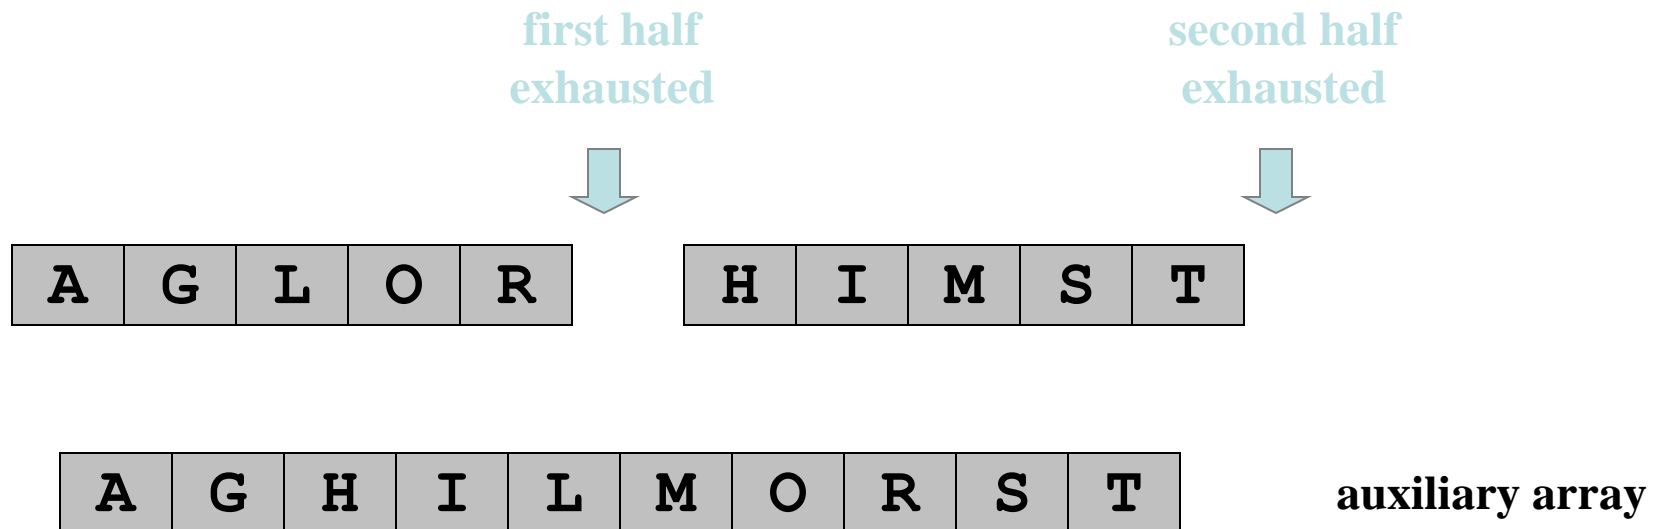 first half
exhausted
second half
exhausted
A G L O R
H I M S T
A G H I L M O R S T
auxiliary array